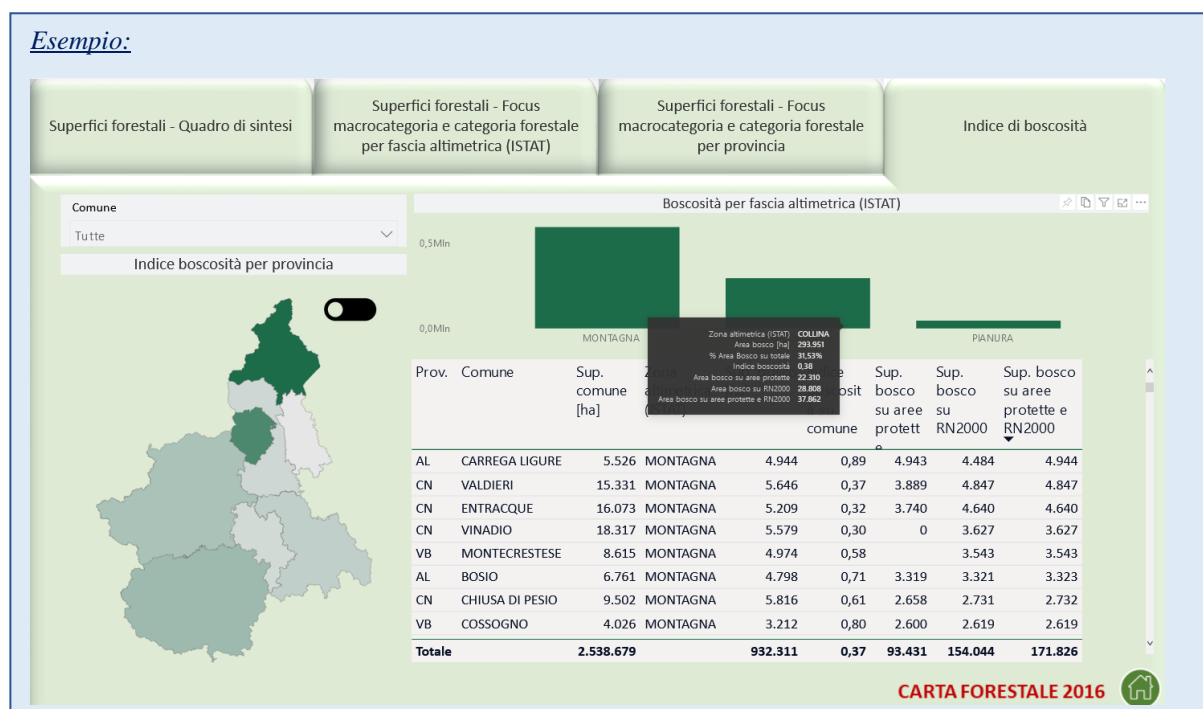 Esempio:
Superfici forestali - Quadro di sintesi
Superfici forestali - Focus
macrocategoria e categoria forestale
per fascia altimetrica (ISTAT)
Superfici forestali - Focus
macrocategoria e categoria forestale
per provincia
Indice di boscosità
Comune
Tutte
Indice boscosità per provincia
Boscosità per fascia altimetrica (ISTAT)
0,5Mln
0,0Mln
MONTAGNA
PIANURA
Zona altimetrica (ISTAT) COLLINA
Area bosco [ha] 293.951
% Area Bosco su totale 31,53%
Indice boscosità 0,38
Area bosco su aree protette 22.310
Area bosco su RN2000 28.808
Area bosco su aree protette e RN2000 37.862
Prov. Comune Sup. Sup. Sup. Sup. bosco
comune bosco bosco su aree
[ha] su aree su protette e
comune protett RN2000 RN2000
AL CARREGA LIGURE 5.526 MONTAGNA 4.944 0,89 4.943 4.484 4.944
CN VALDIERI 15.331 MONTAGNA 5.646 0,37 3.889 4.847 4.847
CN ENTRACQUE 16.073 MONTAGNA 5.209 0,32 3.740 4.640 4.640
CN VINADIO 18.317 MONTAGNA 5.579 0,30 0 3.627 3.627
VB MONTECRESTESE 8.615 MONTAGNA 4.974 0,58 3.543 3.543
AL BOSIO 6.761 MONTAGNA 4.798 0,71 3.319 3.321 3.323
CN CHIUSA DI PESIO 9.502 MONTAGNA 5.816 0,61 2.658 2.731 2.732
VB COSSOGNO 4.026 MONTAGNA 3.212 0,80 2.600 2.619 2.619
Totale 2.538.679 932.311 0,37 93.431 154.044 171.826
CARTA FORESTALE 2016